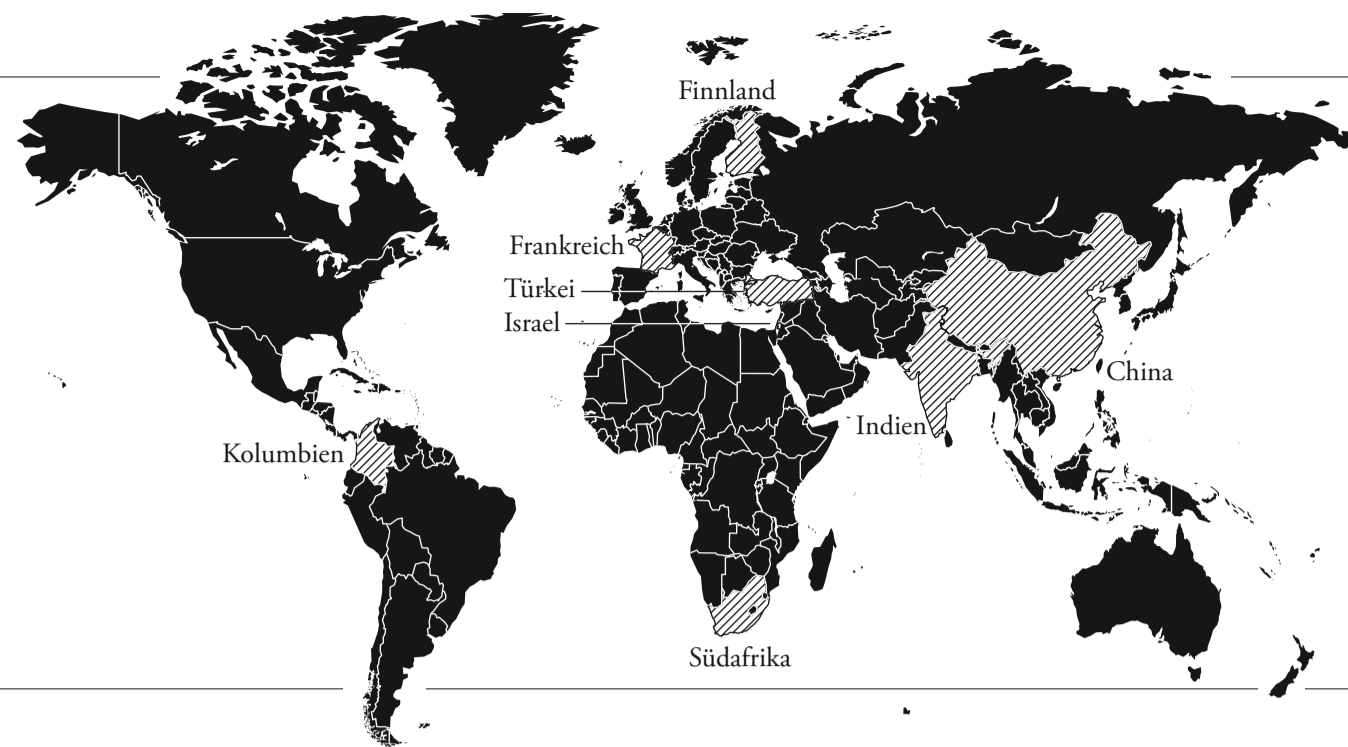 Finnland
Frankreich
Türkei
Israel
China
Indien
Kolumbien
Südafrika